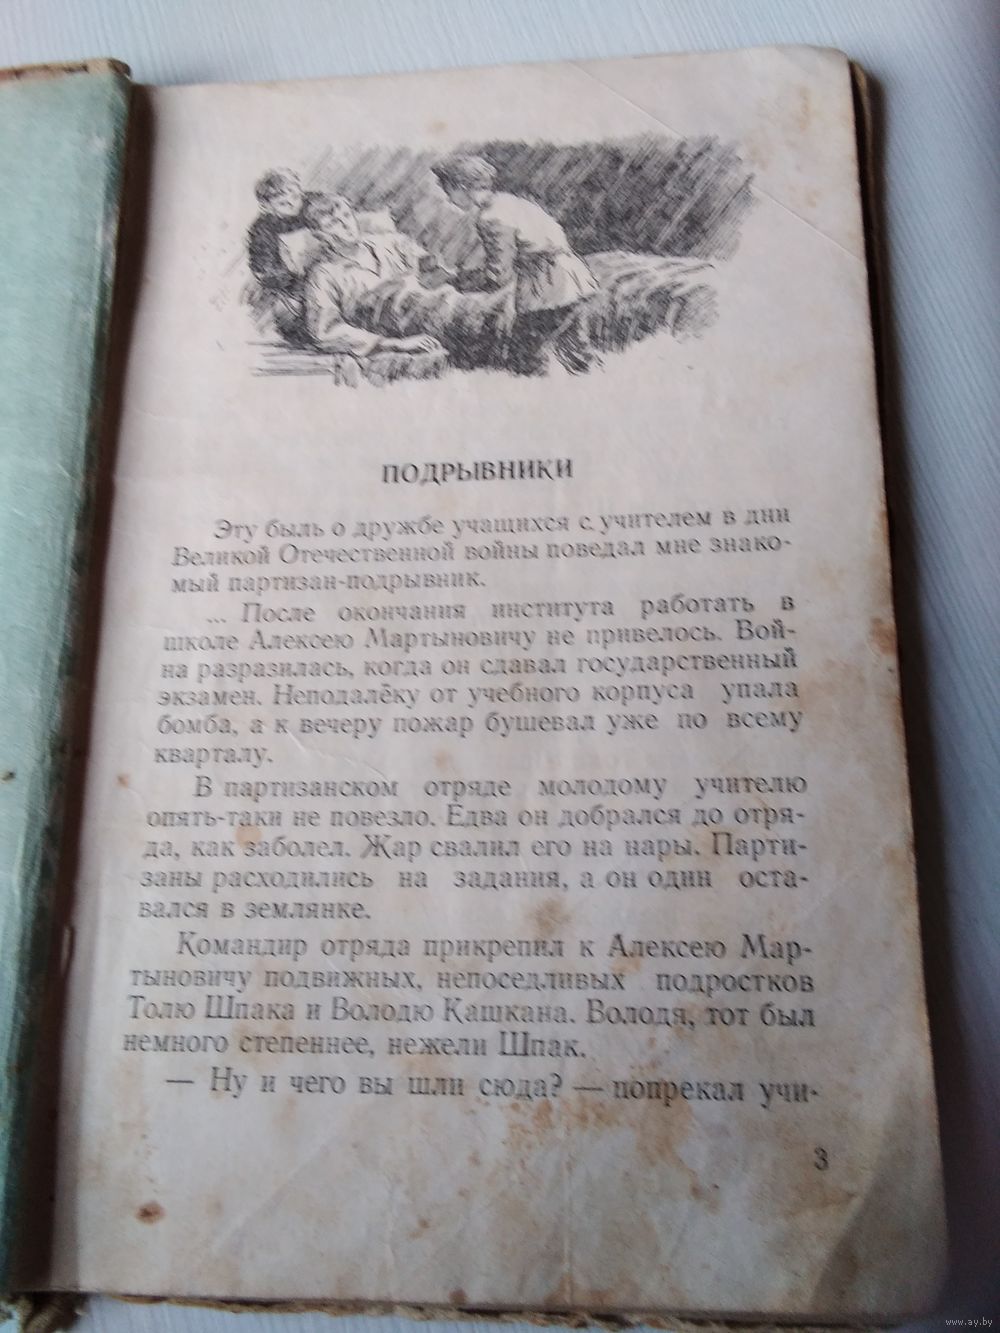 ПОДРЫВНИКИ
Эту быль о дружбе учащихся с учителем в дни
Великой Отечественной войны поведал мне знако-
мый партизан-подрывник.
... После окончания института работать в
школе Алексею Мартыновичу не привелось. Вой-
на разразилась, когда он сдавал государственный
экзамен. Неподалёку от учебного корпуса упала
бомба, а к вечеру пожар бушевал уже по всему
кварталу.
В партизанском отряде молодому учителю
опять-таки не повезло. Едва он добрался до отря-
да, как заболел. Жар свалил его на нары. Парти-
заны расходились на задания, а он один оста-
вался в землянке.
Командир отряда прикрепил к Алексею Мар-
тыновичу подвижных, непоседливых подростков
Толю Шпака и Володю Кашкана. Володя, тот был
немного степеннее, нежели Шпак.
— Ну и чего вы шли сюда? — попрекал учи-
3
www.ay.by